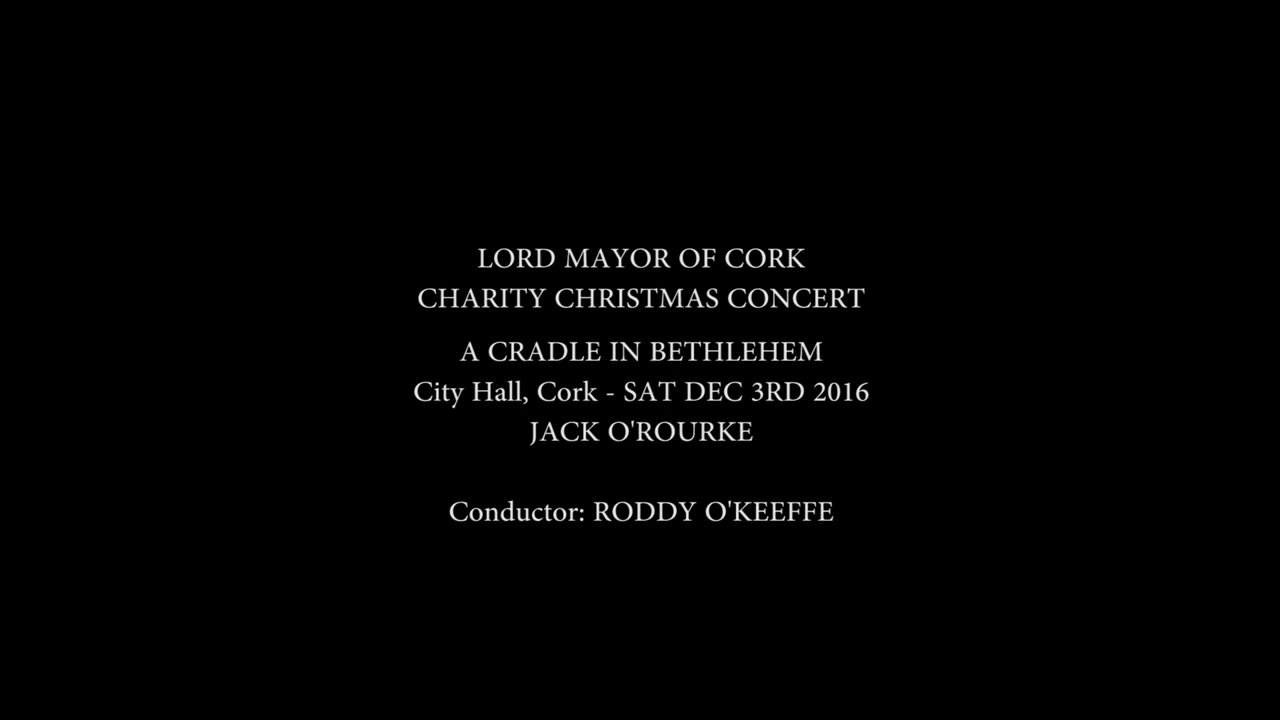 LORD MAYOR OF CORK
CHARITY CHRISTMAS CONCERT
A CRADLE IN BETHLEHEM
City Hall, Cork - SAT DEC 3RD 2016
JACK O'ROURKE
Conductor: RODDY O'KEEFFE